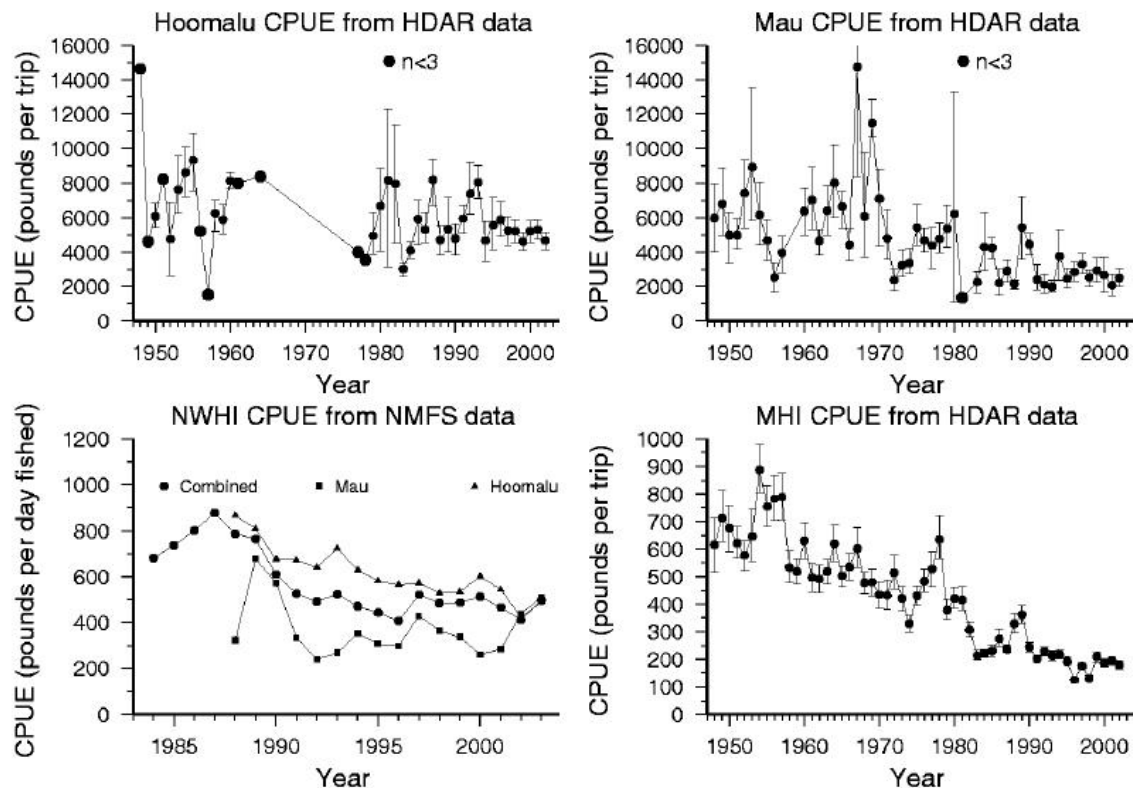 Hoomalu CPUE from HDAR data
CPUE (pounds per trip)
16000
14000
12000
10000
8000
6000
4000
2000
0
n<3
1950 1960 1970 1980 1990 2000
Year
Mau CPUE from HDAR data
CPUE (pounds per trip)
16000
14000
12000
10000
8000
6000
4000
2000
0
n<3
1950 1960 1970 1980 1990 2000
Year
NWHI CPUE from NMFS data
CPUE (pounds per day fished)
1200
1000
800
600
400
200
0
Combined Mau Hoomalu
1985 1990 1995 2000
Year
MHI CPUE from HDAR data
CPUE (pounds per trip)
1000
900
800
700
600
500
400
300
200
100
0
1950 1960 1970 1980 1990 2000
Year